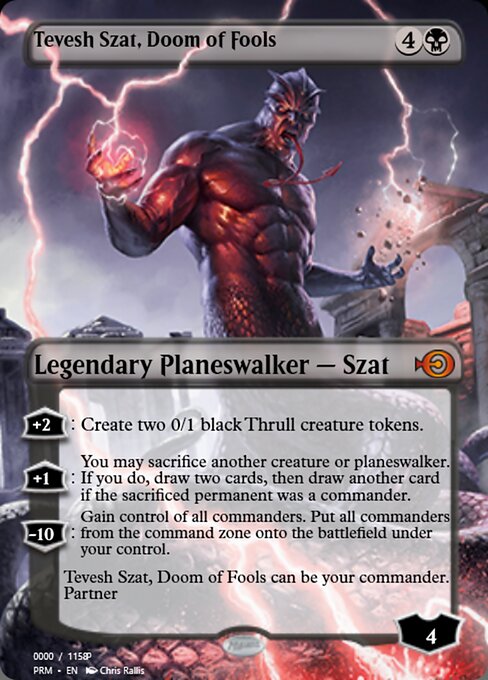 Tevesh Szat, Doom of Fools 4
Legendary Planeswalker — Szat
+2 : Create two 0/1 black Thrull creature tokens.
You may sacrifice another creature or planeswalker.
+1 : If you do, draw two cards, then draw another card
if the sacrificed permanent was a commander.
Gain control of all commanders. Put all commanders
-10 : from the command zone onto the battlefield under
your control.
Tevesh Szat, Doom of Fools can be your commander.
Partner
4
0000 / 1158P
PRM • EN Chris Rallis